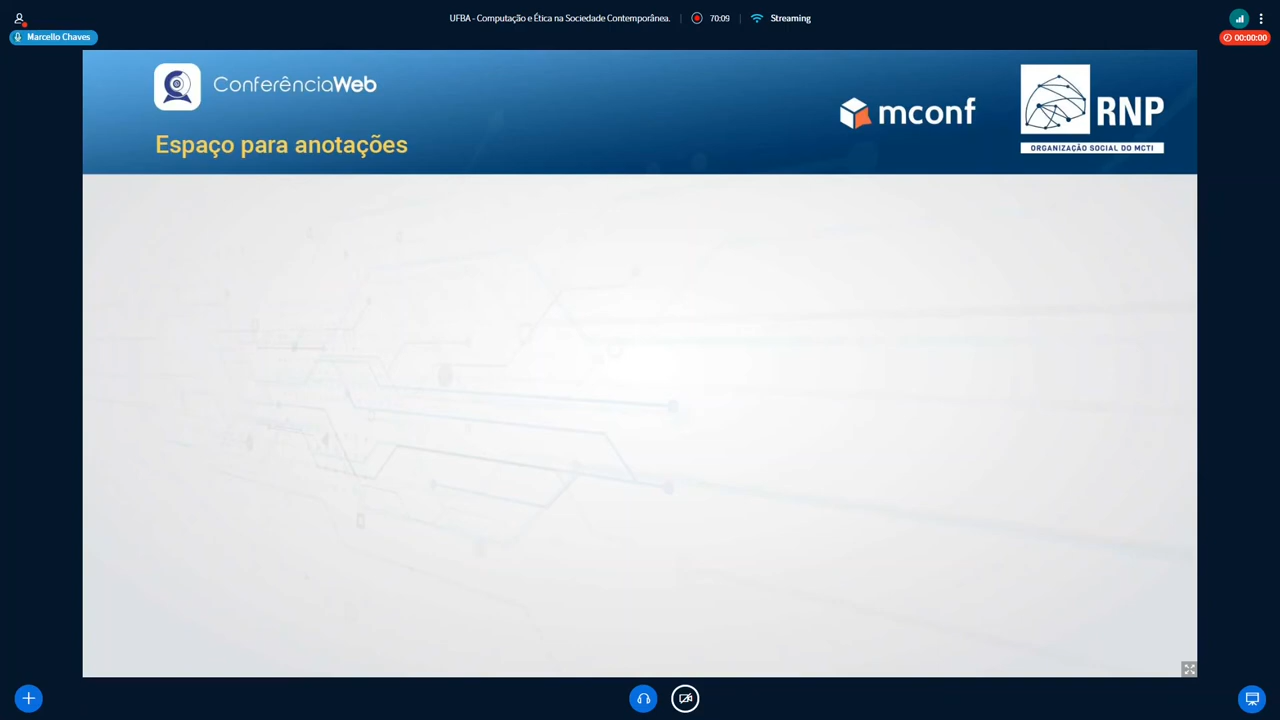 UFBA - Computação e Ética na Sociedade Contemporânea.
70:09
Streaming
Marcello Chaves
00:00:00
ConferênciaWeb
mconf
RNP
ORGANIZAÇÃO SOCIAL DO MCTI
Espaço para anotações